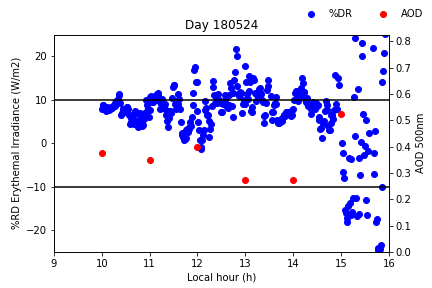 %DR AOD
Day 180524
%RD Erythemal Irradiance (W/m2)
20
10
0
−10
−20
0.8
0.7
0.6
0.5
0.4
0.3
0.2
0.1
0.0
AOD 500nm
9 10 11 12 13 14 15 16
Local hour (h)